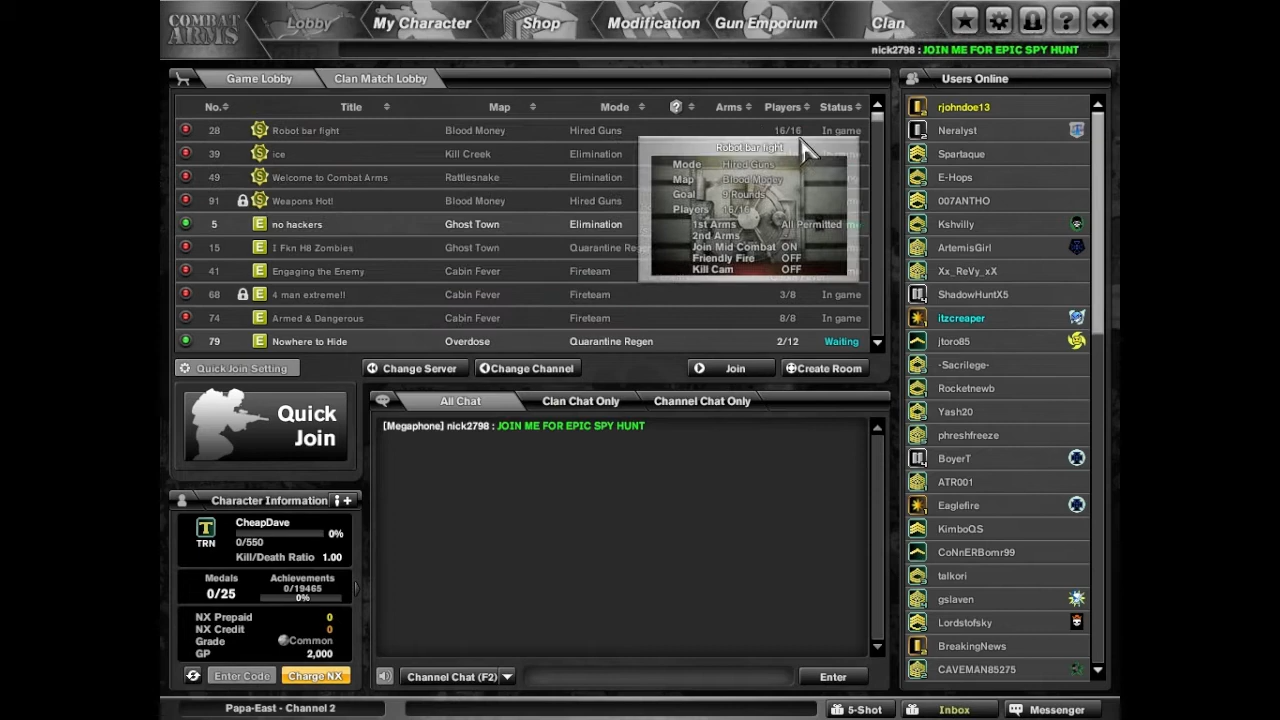 COMBAT ARMS
Lobby My Character Shop Modification Gun Emporium Clan
nick2798 : JOIN ME FOR EPIC SPY HUNT
Game Lobby Clan Match Lobby
No. Title Map Mode Arms Players Status
28 Robot bar fight Blood Money Hired Guns 16/16 In game
39 ice Kill Creek Elimination
49 Welcome to Combat Arms Rattlesnake Elimination
91 Weapons Hot! Blood Money Hired Guns
5 no hackers Ghost Town Elimination
15 I Fkn H8 Zombies Ghost Town Quarantine Reg
41 Engaging the Enemy Cabin Fever Fireteam
68 4 man extreme!! Cabin Fever Fireteam 3/8 In game
74 Armed & Dangerous Cabin Fever Fireteam 8/8 In game
79 Nowhere to Hide Overdose Quarantine Regen 2/12 Waiting
Robot bar fight
Mode Hired Guns
Map Blood Money
Goal 9 Rounds
Players 16/16
1st Arms All Permitted
2nd Arms
Join Mid Combat ON
Friendly Fire OFF
Kill Cam OFF
QuickJoin Setting Change Server Change Channel Join Create Room
Quick
Join
All Chat Clan Chat Only Channel Chat Only
[Megaphone] nick2798 : JOIN ME FOR EPIC SPY HUNT
Character Information
CheapDave
TRN
0%
0/550
Kill/Death Ratio 1.00
Medals
0/25
Achievements
0/19465
0%
NX Prepaid 0
NX Credit 0
Grade Common
GP 2,000
Enter Code Charge NX
Channel Chat (F2) Enter
Users Online
rjohndoe13
Neralyst
Spartaque
E-Hops
007ANTHO
Kshvilly
ArtemisGirl
Xx_ReVy_xX
ShadowHuntX5
itzcreaper
jtoro85
-Sacrilege-
Rocketnewb
Yash20
phreshfreeze
BoyerT
ATR001
Eaglefire
KimboQS
CoNnERBomr99
talkori
gslaven
Lordstofsky
BreakingNews
CAVEMAN85275
Papa-East - Channel 2
5-Shot Inbox Messenger